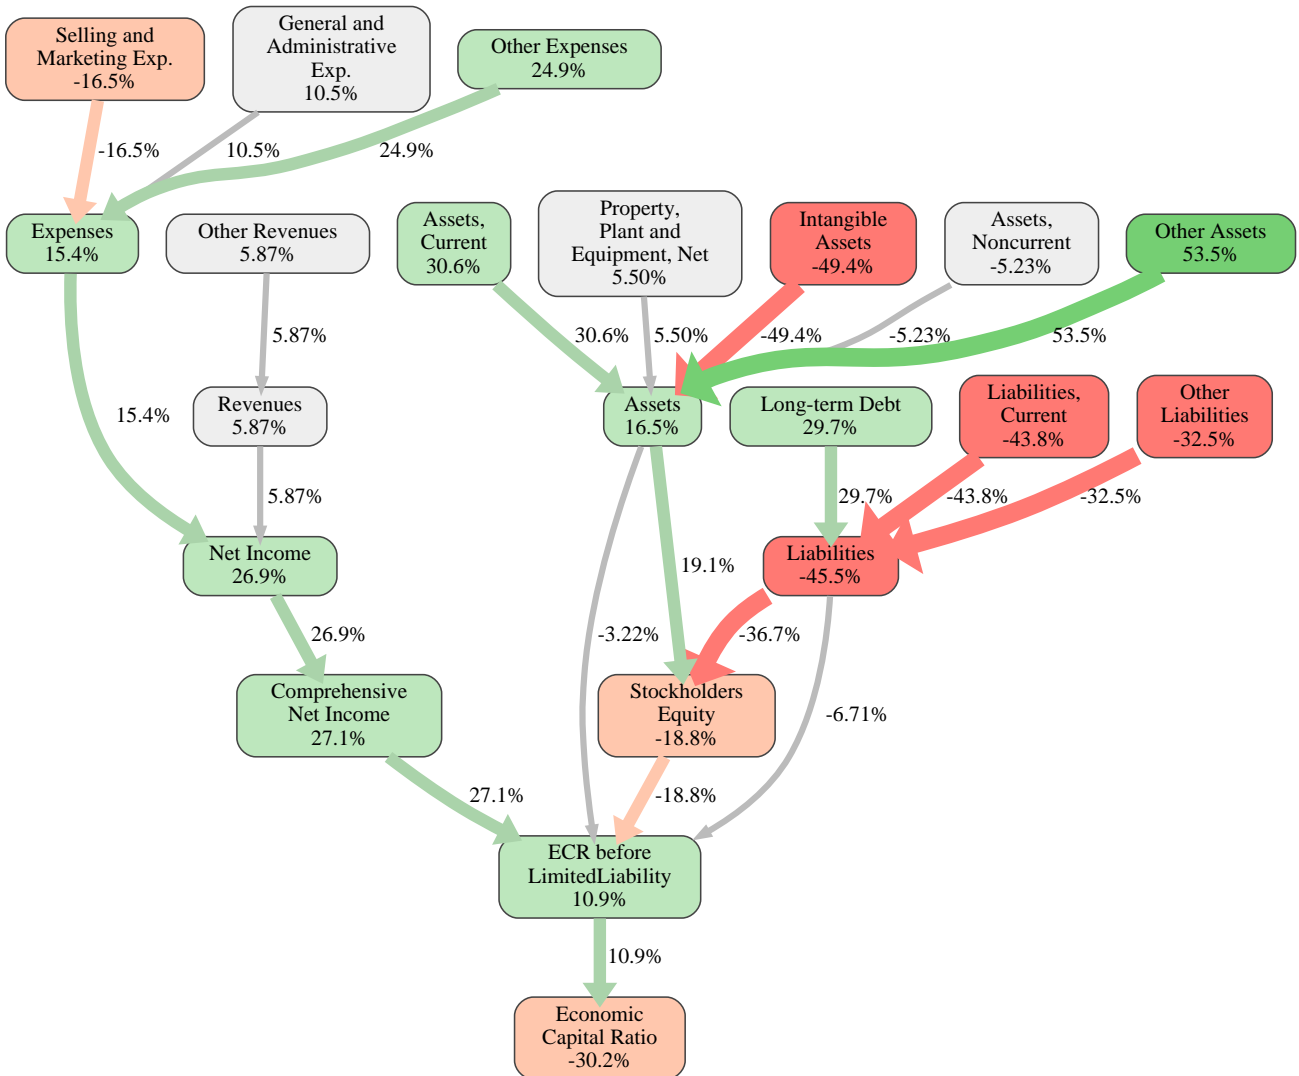 Selling and
Marketing Exp.
-16.5%
General and
Administrative
Exp.
10.5%
Other Expenses
24.9%
-16.5%
10.5%
24.9%
Expenses
15.4%
Other Revenues
5.87%
Assets,
Current
30.6%
Property,
Plant and
Equipment, Net
5.50%
Intangible
Assets
-49.4%
Assets,
Noncurrent
-5.23%
Other Assets
53.5%
5.87%
30.6%
5.50%
-49.4%
-5.23%
53.5%
15.4%
Revenues
5.87%
Assets
16.5%
Long-term Debt
29.7%
Liabilities,
Current
-43.8%
Other
Liabilities
-32.5%
5.87%
29.7%
-43.8%
-32.5%
Net Income
26.9%
19.1%
Liabilities
-45.5%
26.9%
-3.22%
-36.7%
Comprehensive
Net Income
27.1%
Stockholders
Equity
-18.8%
-6.71%
27.1%
-18.8%
ECR before
LimitedLiability
10.9%
10.9%
Economic
Capital Ratio
-30.2%